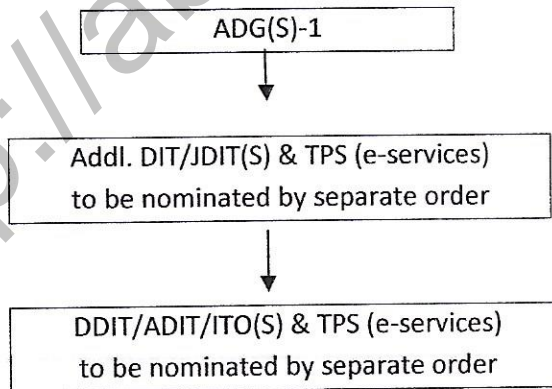 ADG(S)-1
Addl. DIT/JDIT(S) & TPS (e-services)
to be nominated by separate order
DDIT/ADIT/ITO(S) & TPS (e-services)
to be nominated by separate order